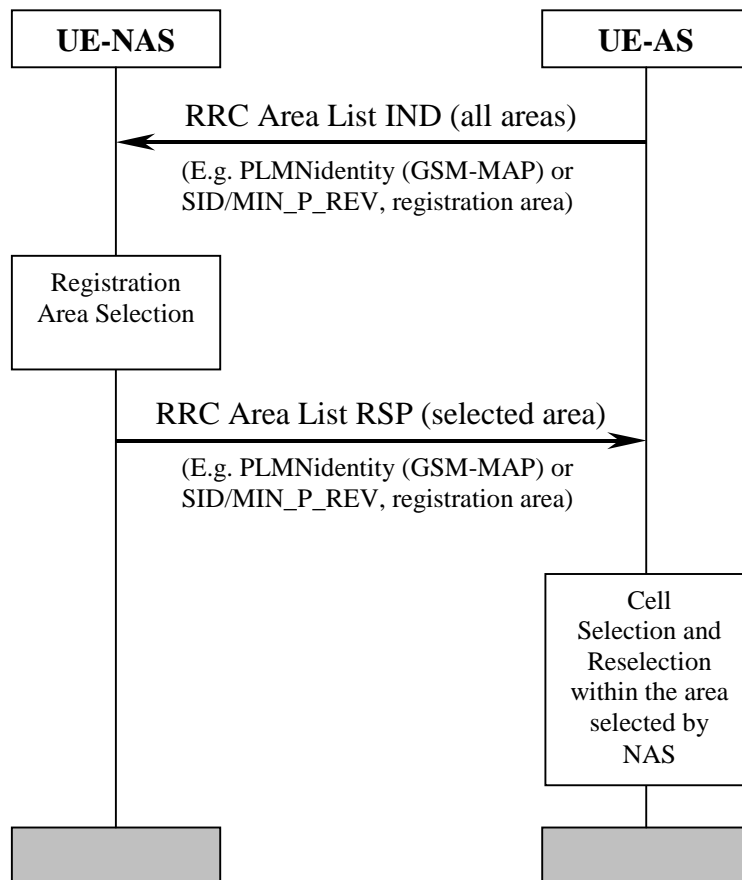 UE-NAS
UE-AS
RRC Area List IND (all areas)
(E.g. PLMNidentity (GSM-MAP) or
SID/MIN_P_REV, registration area)
Registration
Area Selection
RRC Area List RSP (selected area)
(E.g. PLMNidentity (GSM-MAP) or
SID/MIN_P_REV, registration area)
Cell
Selection and
Reselection
within the area
selected by
NAS